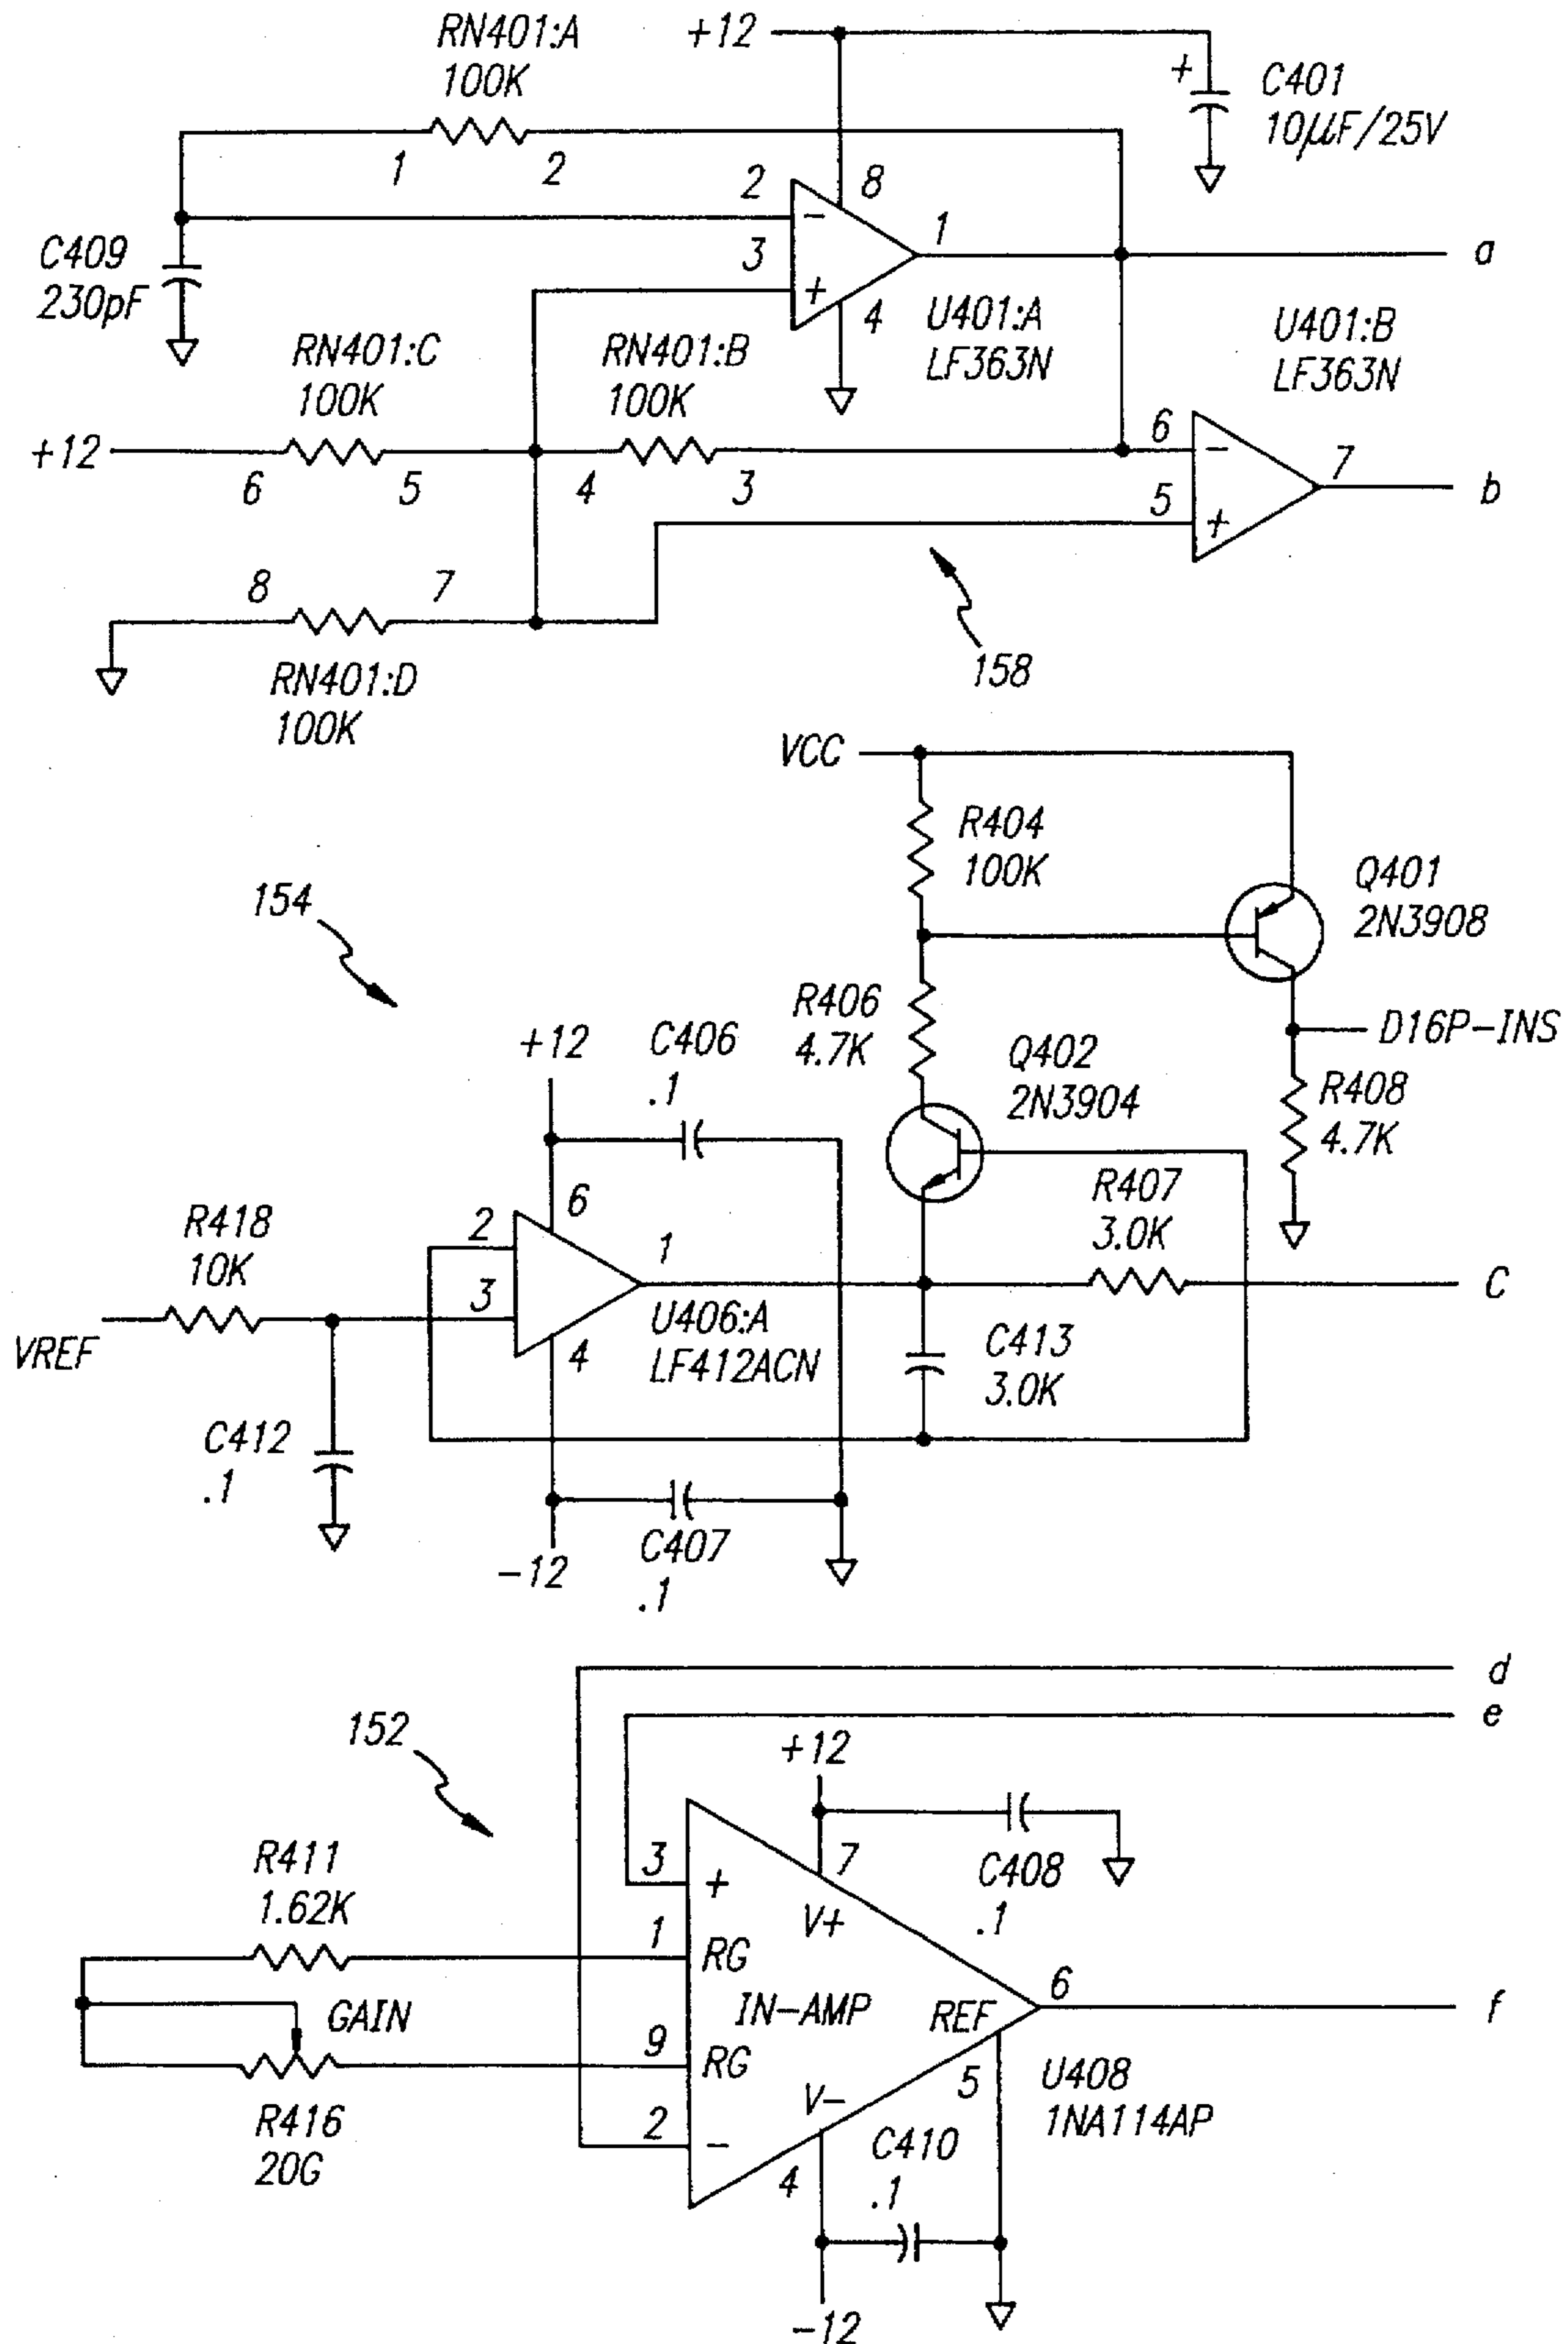 RN401:A
100K
+12
+
C401
10µF/25V
1
2
2
8
-
3
1
a
+
C409
230pF
4
U401:A
LF363N
U401:B
LF363N
RN401:C
100K
RN401:B
100K
+12
6
5
4
3
6
-
7
b
5
+
8
7
RN401:D
100K
158
VCC
R404
100K
Q401
2N3908
154
R406
4.7K
D16P-INS
+12
C406
.1
Q402
2N3904
R408
4.7K
R407
3.0K
R418
10K
2
6
1
3
C
VREF
U406:A
LF412ACN
4
C413
3.0K
C412
.1
-12
C407
.1
d
e
152
+12
R411
1.62K
3
+
7
C408
.1
V+
1
RG
IN-AMP
REF
6
f
GAIN
9
RG
5
U408
1NA114AP
V-
R416
20G
2
-
4
C410
.1
-12